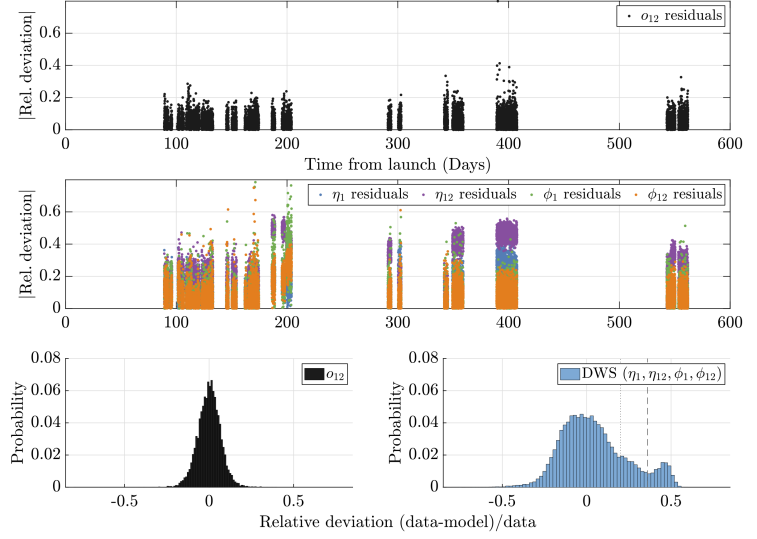 |Rel. deviation|
0.6
0.4
0.2
0
o12 residuals
0 100 200 300 400 500 600
Time from launch (Days)
|Rel. deviation|
0.6
0.4
0.2
0
η1 residuals η12 residuals ϕ1 residuals ϕ12 resiuals
0 100 200 300 400 500 600
Probability
0.08
0.06
0.04
0.02
0
o12
-0.5 0 0.5
Probability
0.08
0.06
0.04
0.02
0
DWS (η1, η12, ϕ1, ϕ12)
-0.5 0 0.5
Relative deviation (data-model)/data